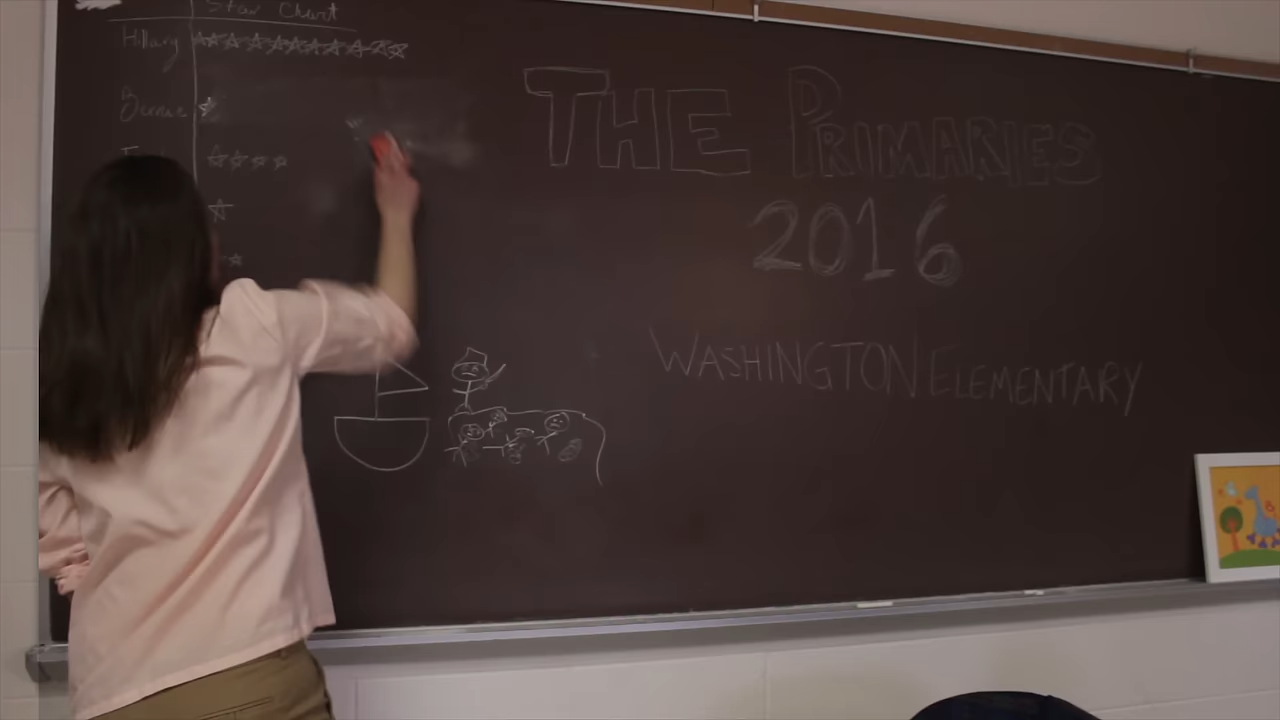 Star Chart
Hillary
Bernie
THE PRIMARIES
2016
WASHINGTON ELEMENTARY